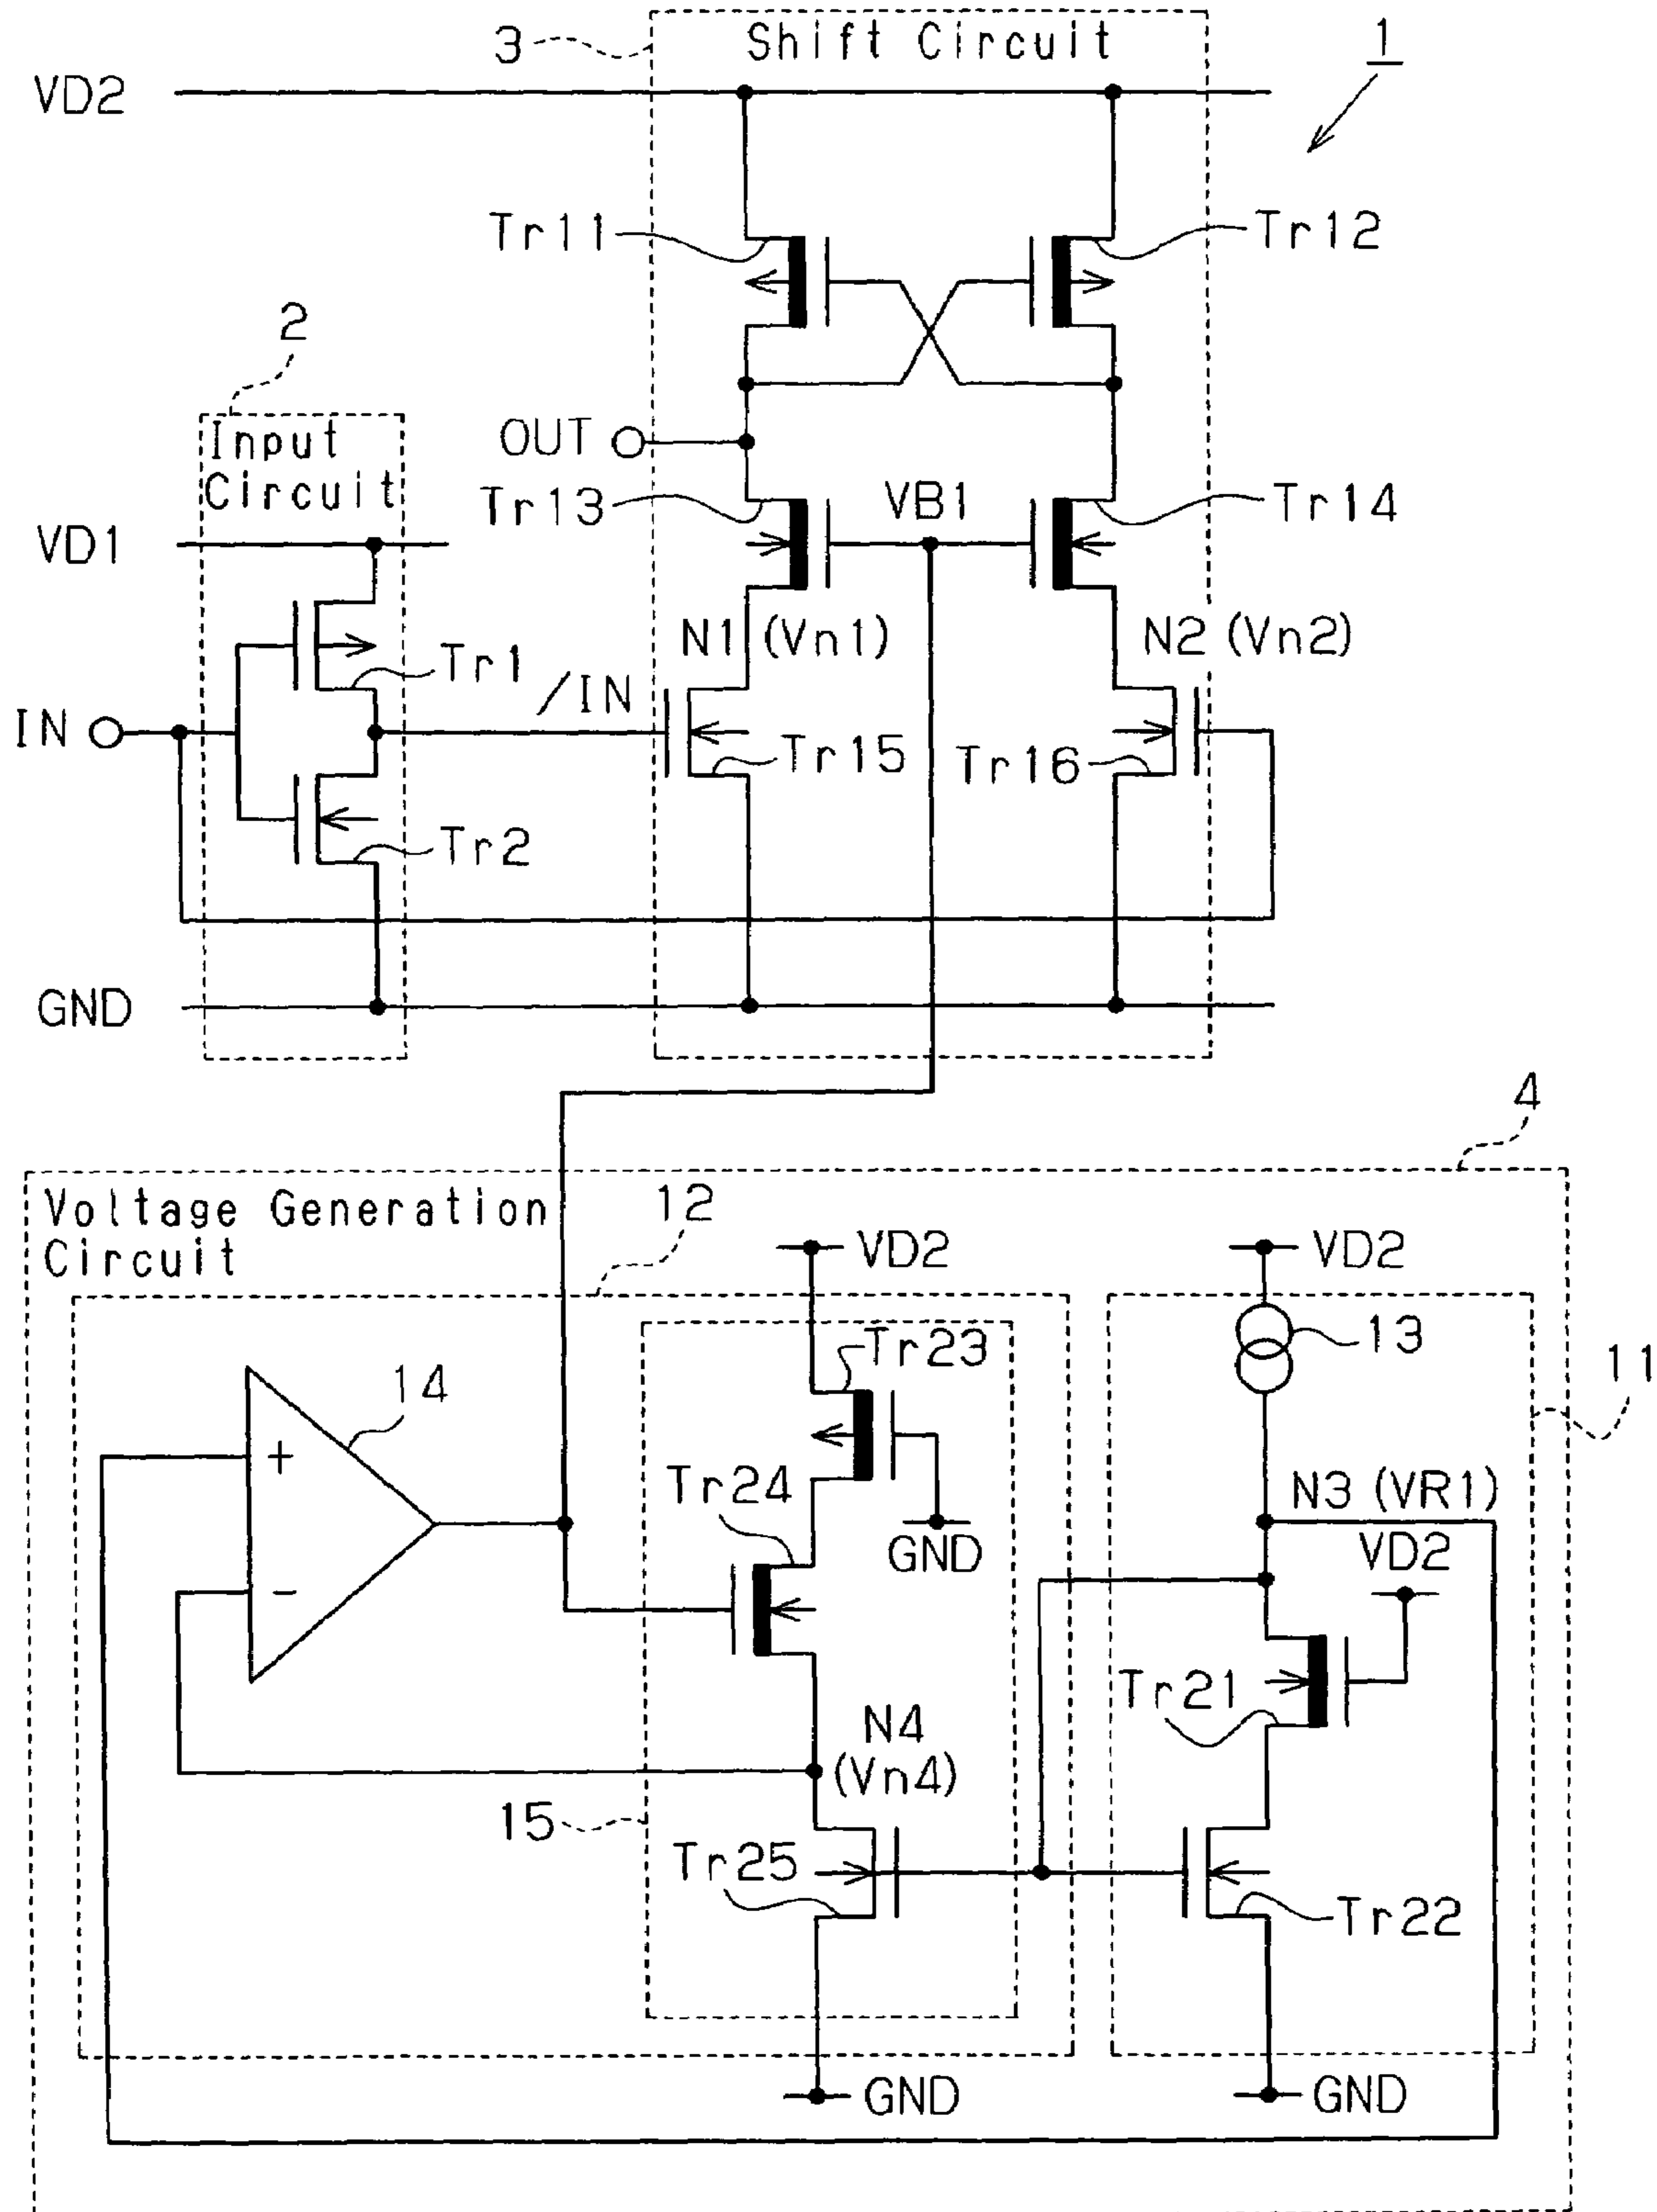 3
Shift Circuit
1
VD2
Tr11
Tr12
2
Input
Circuit
OUT
Tr13
VB1
Tr14
VD1
N1 (Vn1)
N2 (Vn2)
Tr1
/IN
IN
Tr15
Tr16
Tr2
GND
4
Voltage Generation
Circuit
12
VD2
VD2
Tr23
13
11
14
+
Tr24
N3 (VR1)
GND
VD2
-
Tr21
N4
(Vn4)
15
Tr25
Tr22
GND
GND